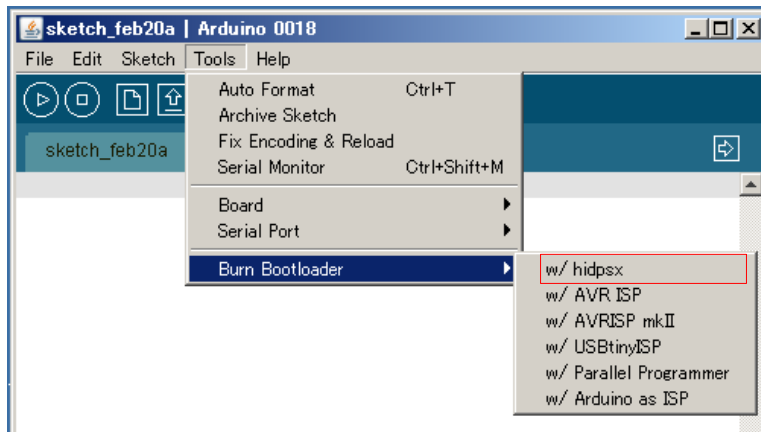 sketch_feb20a | Arduino 0018
File Edit Sketch Tools Help
Auto Format Ctrl+T
Archive Sketch
Fix Encoding & Reload
Serial Monitor Ctrl+Shift+M
sketch_feb20a
Board
Serial Port
Burn Bootloader
w/ hidpsx
w/ AVR ISP
w/ AVRISP mkII
w/ USBtinyISP
w/ Parallel Programmer
w/ Arduino as ISP